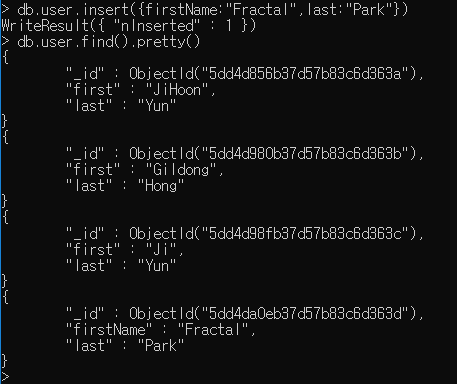 > db.user.insert({firstName:"Fractal",last:"Park"})
WriteResult({ "nInserted" : 1 })
> db.user.find().pretty()
{
        "_id" : ObjectId("5dd4d856b37d57b83c6d363a"),
        "first" : "JiHoon",
        "last" : "Yun"
}
{
        "_id" : ObjectId("5dd4d980b37d57b83c6d363b"),
        "first" : "Gildong",
        "last" : "Hong"
}
{
        "_id" : ObjectId("5dd4d98fb37d57b83c6d363c"),
        "first" : "Ji",
        "last" : "Yun"
}
{
        "_id" : ObjectId("5dd4da0eb37d57b83c6d363d"),
        "firstName" : "Fractal",
        "last" : "Park"
}
>